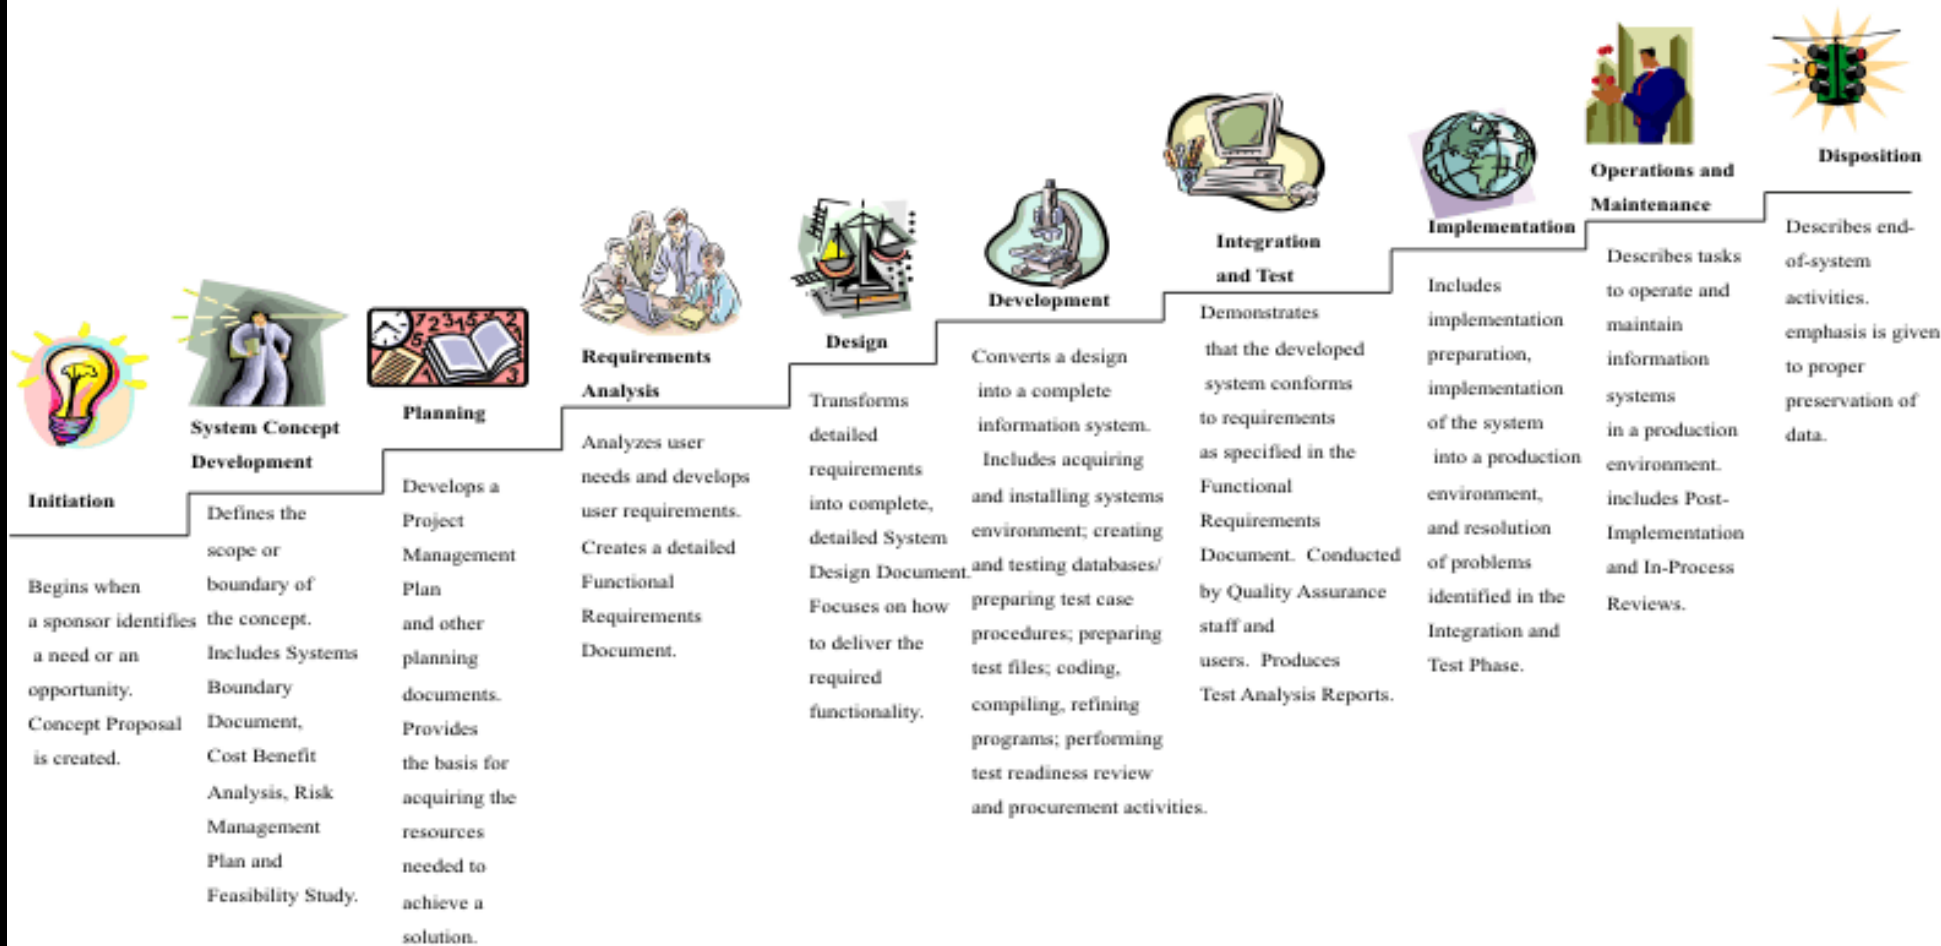 Initiation
Begins when
a sponsor identifies
a need or an
opportunity.
Concept Proposal
is created.
System Concept
Development
Defines the
scope or
boundary of
the concept.
Includes Systems
Boundary
Document,
Cost Benefit
Analysis, Risk
Management
Plan and
Feasibility Study.
Planning
Develops a
Project
Management
Plan
and other
planning
documents.
Provides
the basis for
acquiring the
resources
needed to
achieve a
solution.
Requirements
Analysis
Analyzes user
needs and develops
user requirements.
Creates a detailed
Functional
Requirements
Document.
Design
Transforms
detailed
requirements
into complete,
detailed System
Design Document.
Focuses on how
to deliver the
required
functionality.
Development
Converts a design
into a complete
information system.
Includes acquiring
and installing systems
environment; creating
and testing databases/
preparing test case
procedures; preparing
test files; coding,
compiling, refining
programs; performing
test readiness review
and procurement activities.
Integration
and Test
Demonstrates
that the developed
system conforms
to requirements
as specified in the
Functional
Requirements
Document. Conducted
by Quality Assurance
staff and
users. Produces
Test Analysis Reports.
Implementation
Includes
implementation
preparation,
implementation
of the system
into a production
environment,
and resolution
of problems
identified in the
Integration and
Test Phase.
Operations and
Maintenance
Describes tasks
to operate and
maintain
information
systems
in a production
environment.
includes Post-
Implementation
and In-Process
Reviews.
Disposition
Describes end-
of-system
activities.
emphasis is given
to proper
preservation of
data.